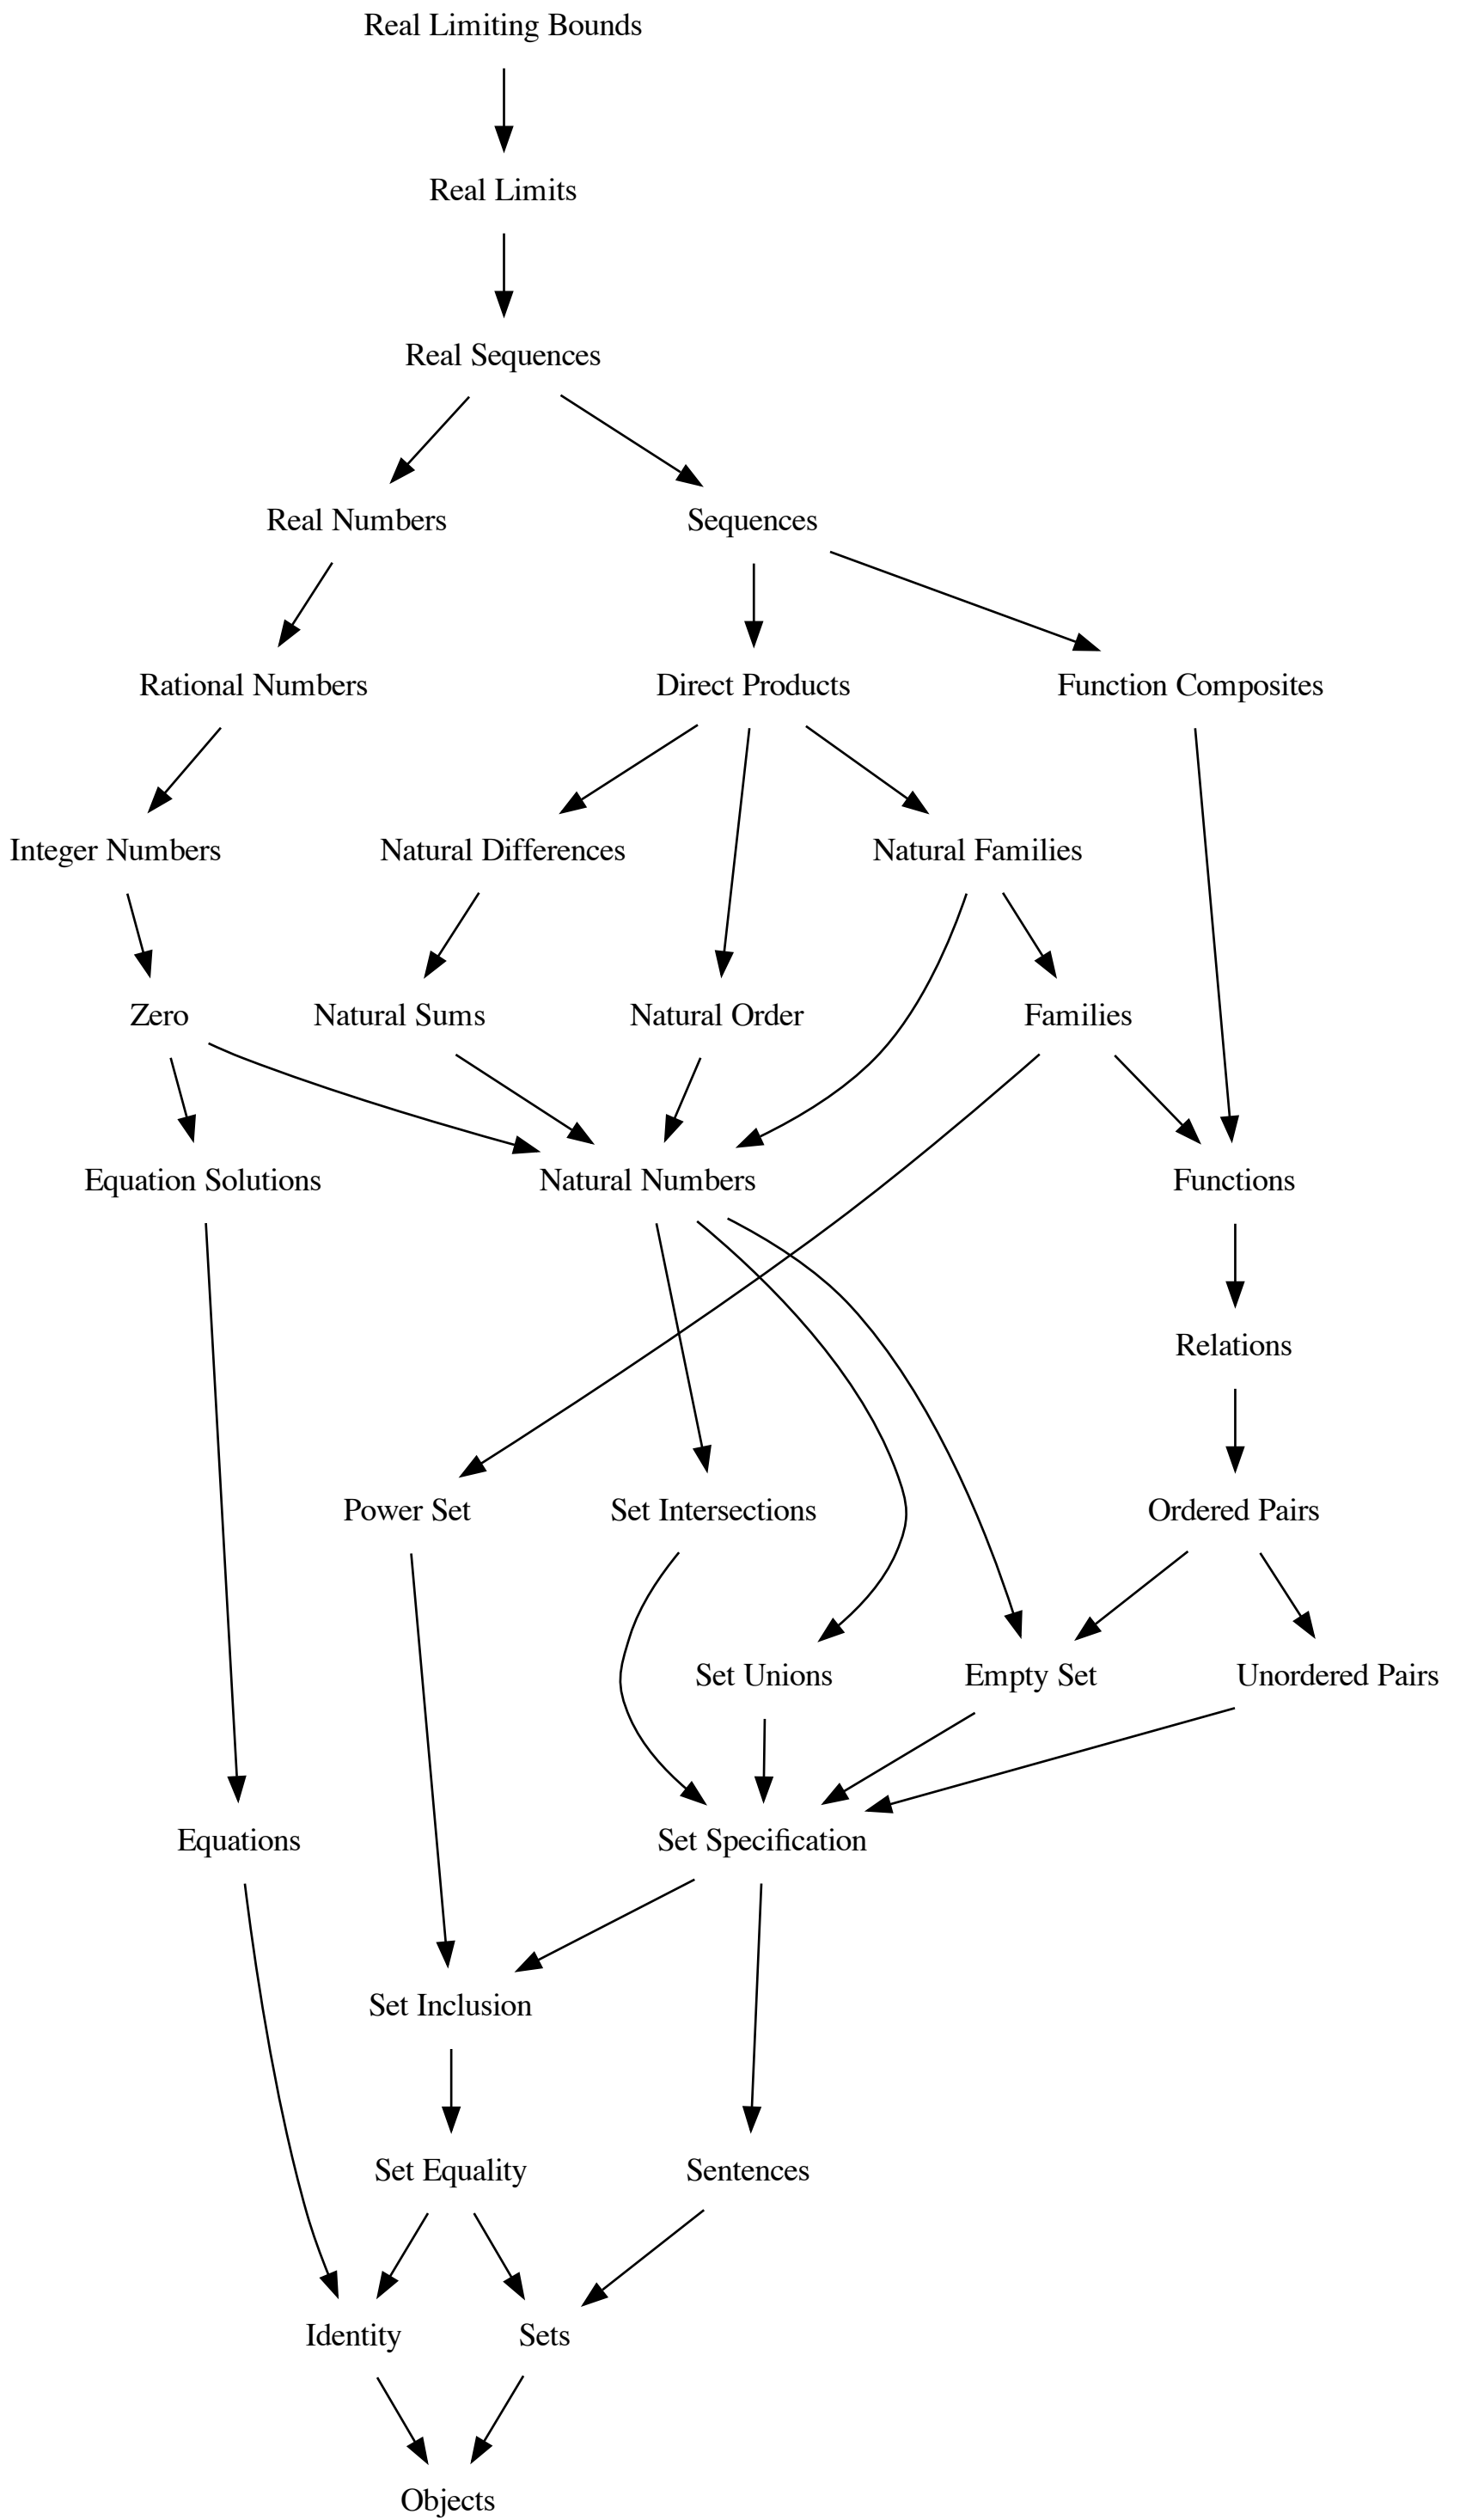 Real Limiting Bounds
Real Limits
Real Sequences
Real Numbers
Sequences
Rational Numbers
Direct Products
Function Composites
Integer Numbers
Natural Differences
Natural Families
Zero
Natural Sums
Natural Order
Families
Equation Solutions
Natural Numbers
Functions
Relations
Power Set
Set Intersections
Ordered Pairs
Set Unions
Empty Set
Unordered Pairs
Equations
Set Specification
Set Inclusion
Set Equality
Sentences
Identity
Sets
Objects